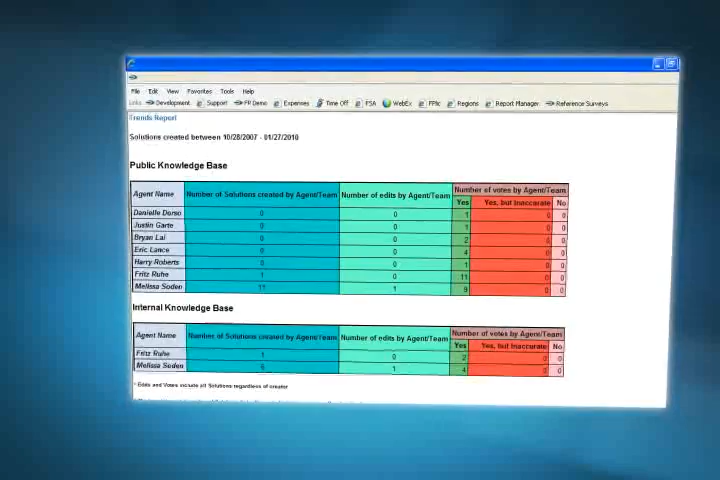 File Edit View Favorites Tools Help
Links Development Support FR Demo Expenses Time Off PSA WebEx Regions Report Manager Reference Surveys
Trends Report
Solutions created between 10/28/2007 - 01/27/2010
Public Knowledge Base
Agent Name Number of Solutions created by Agent/Team Number of edits by Agent/Team Number of votes by Agent/Team
Yes Yes, but Inaccurate No
Danielle Dorso 0 0 1 0 0
Justin Garte 0 0 1 0 0
Bryan Lai 0 0 2 0 0
Eric Lance 0 0 4 0 0
Harry Roberts 0 0 1 0 0
Fritz Ruhe 1 0 11 0 0
Melissa Soden 11 1 9 0 0
Internal Knowledge Base
Agent Name Number of Solutions created by Agent/Team Number of edits by Agent/Team Number of votes by Agent/Team
Yes Yes, but Inaccurate No
Fritz Ruhe 1 0 2 0 0
Melissa Soden 1 4 0 0
* Edits and Votes include all Solutions regardless of creator